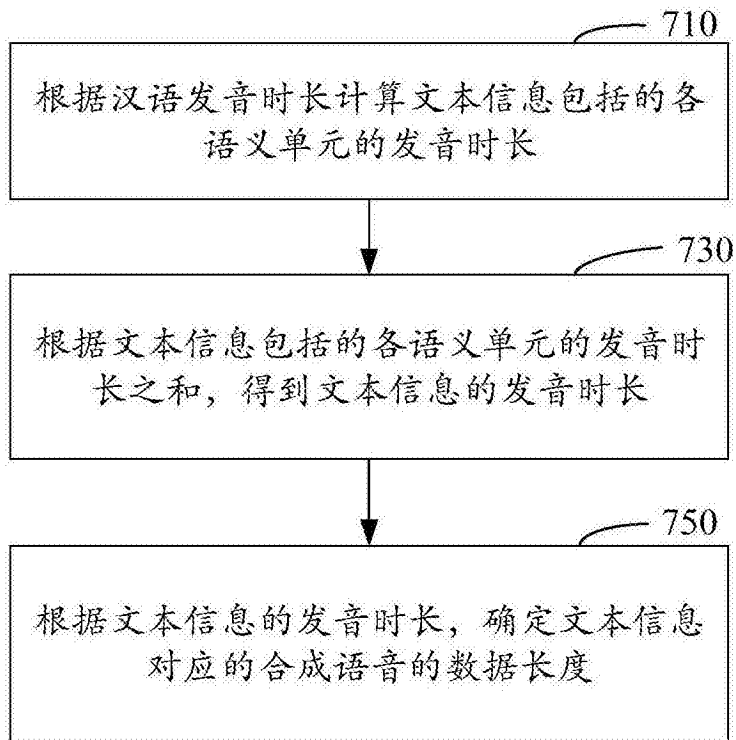 710
根据汉语发音时长计算文本信息包括的各
语义单元的发音时长
730
根据文本信息包括的各语义单元的发音时
长之和，得到文本信息的发音时长
750
根据文本信息的发音时长，确定文本信息
对应的合成语音的数据长度